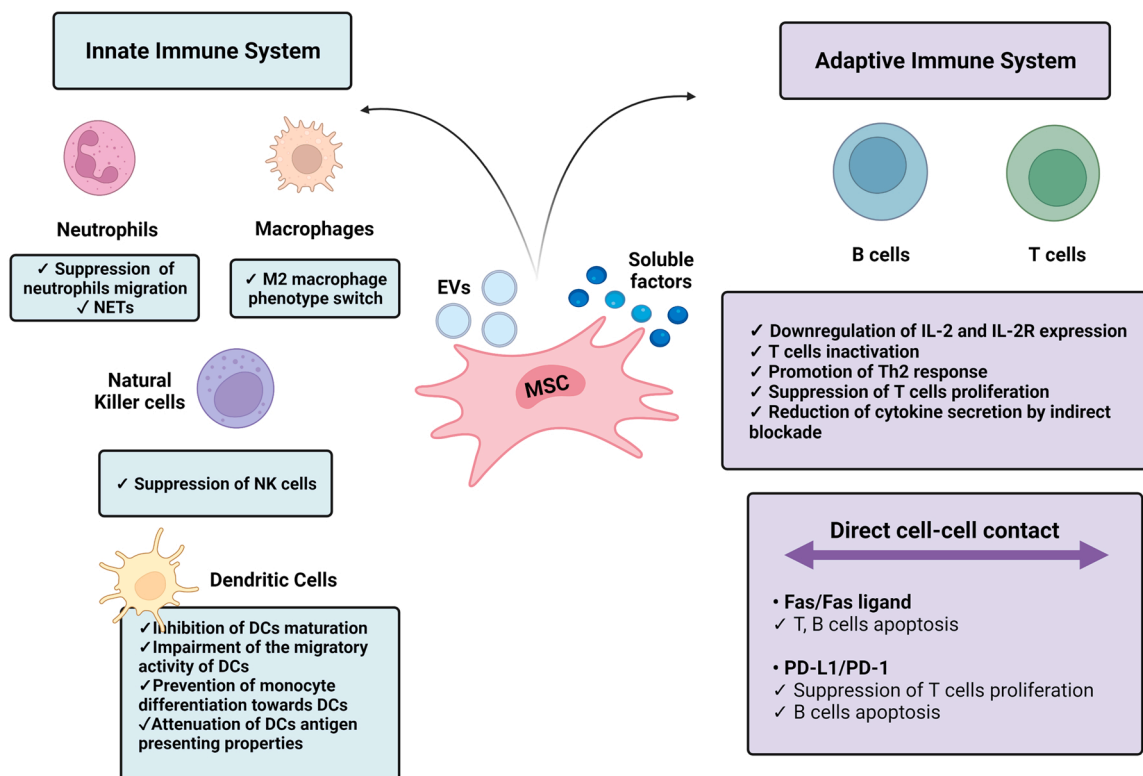 Innate Immune System
Adaptive Immune System
Neutrophils
Macrophages
✓ Suppression of
neutrophils migration
✓ NETs
✓ M2 macrophage
phenotype switch
Natural
Killer cells
✓ Suppression of NK cells
Dendritic Cells
✓Inhibition of DCs maturation
✓Impairment of the migratory
activity of DCs
✓Prevention of monocyte
differentiation towards DCs
✓Attenuation of DCs antigen
presenting properties
EVs
Soluble
factors
MSC
B cells
T cells
✓ Downregulation of IL-2 and IL-2R expression
✓ T cells inactivation
✓ Promotion of Th2 response
✓ Suppression of T cells proliferation
✓ Reduction of cytokine secretion by indirect
blockade
Direct cell-cell contact
• Fas/Fas ligand
✓ T, B cells apoptosis
• PD-L1/PD-1
✓ Suppression of T cells proliferation
✓ B cells apoptosis